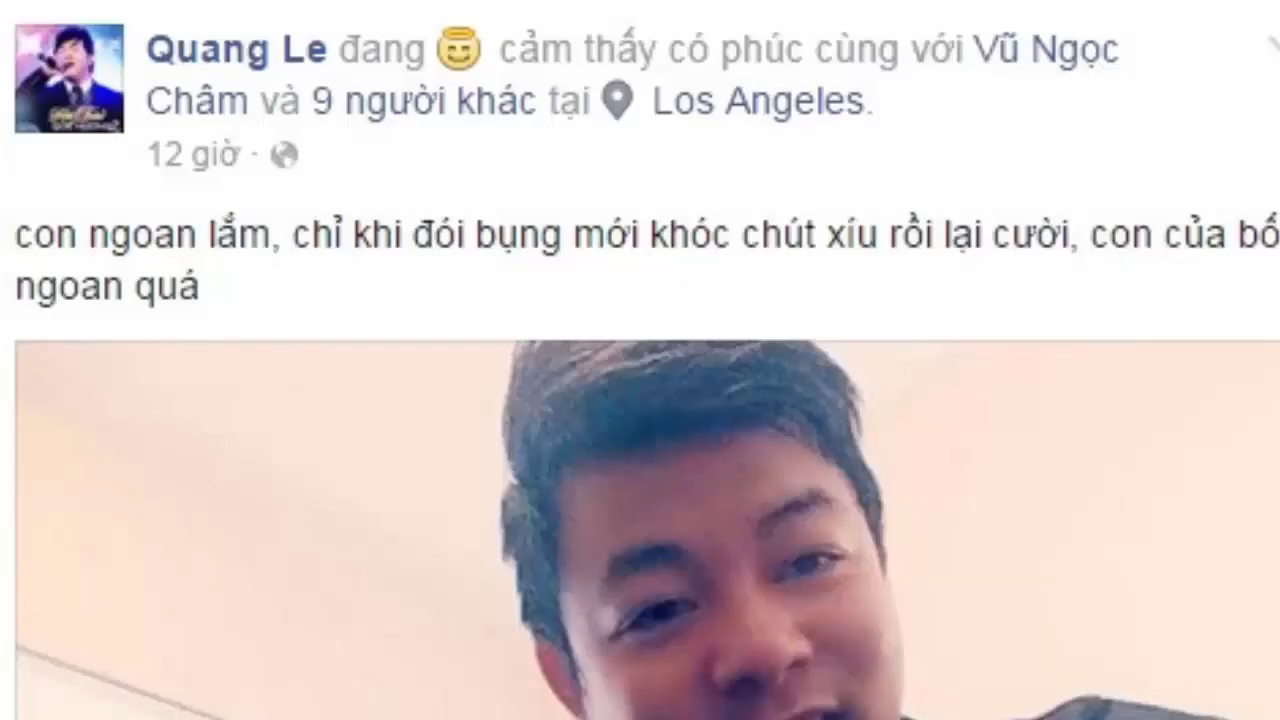 Quang Le đang 😇 cảm thấy có phúc cùng với Vũ Ngọc
Châm và 9 người khác tại Los Angeles.
12 giờ ·
con ngoan lắm, chỉ khi đói bụng mới khóc chút xíu rồi lại cười, con của bố
ngoan quá